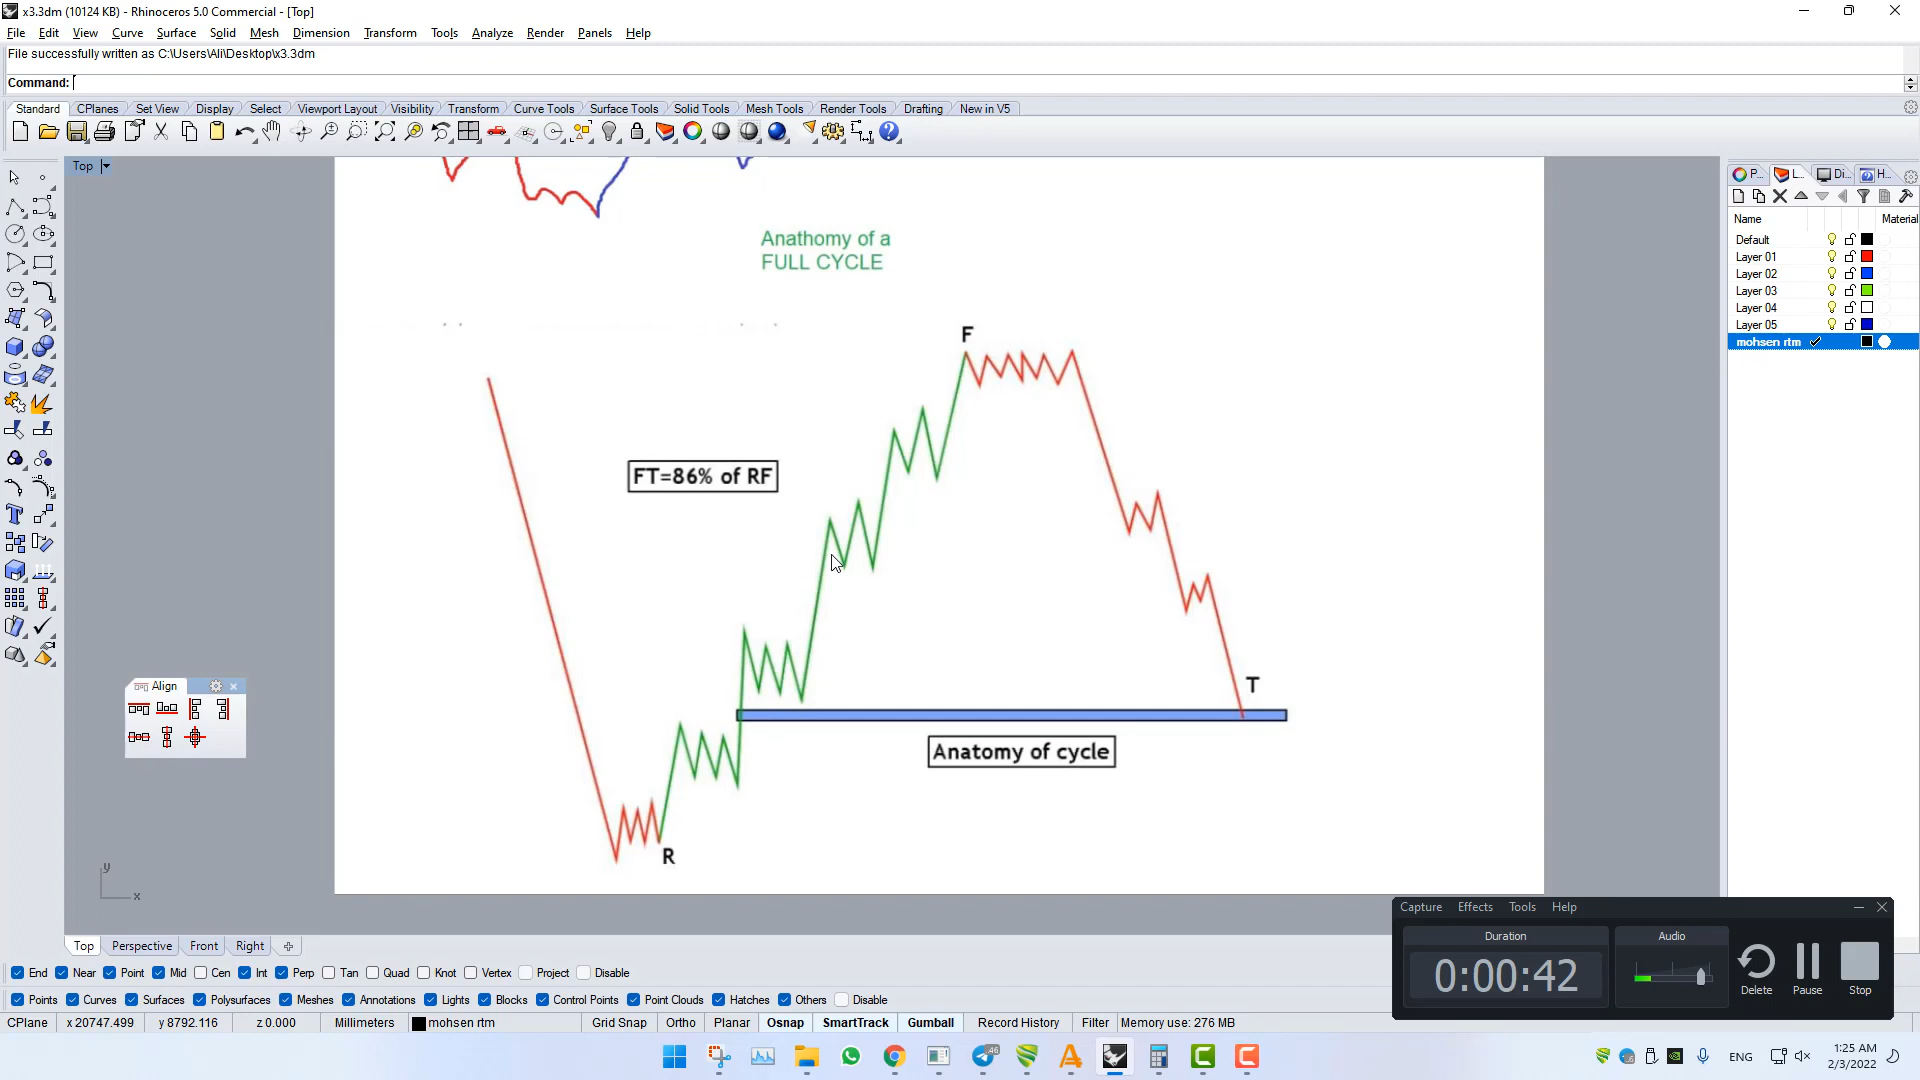 x3.3dm (10124 KB) - Rhinoceros 5.0 Commercial - [Top]
File Edit View Curve Surface Solid Mesh Dimension Transform Tools Analyze Render Panels Help
File successfully written as C:\Users\Ali\Desktop\x3.3dm
Command:
Standard CPlanes Set View Display Select Viewport Layout Visibility Transform Curve Tools Surface Tools Solid Tools Mesh Tools Render Tools Drafting New in V5
Top
P... L... Di... H...
Name Material
Default
Layer 01
Layer 02
Layer 03
Layer 04
Layer 05
mohsen rtm
Anathomy of a
FULL CYCLE
F
FT=86% of RF
T
Anatomy of cycle
R
Align
y
x
Top Perspective Front Right
End Near Point Mid Cen Int Perp Tan Quad Knot Vertex Project Disable
Points Curves Surfaces Polysurfaces Meshes Annotations Lights Blocks Control Points Point Clouds Hatches Others Disable
CPlane x 20747.499 y 8792.116 z 0.000 Millimeters mohsen rtm Grid Snap Ortho Planar Osnap SmartTrack Gumball Record History Filter Memory use: 276 MB
Capture Effects Tools Help
Duration
Audio
0:00:42
Delete Pause Stop
46
ENG
1:25 AM
2/3/2022